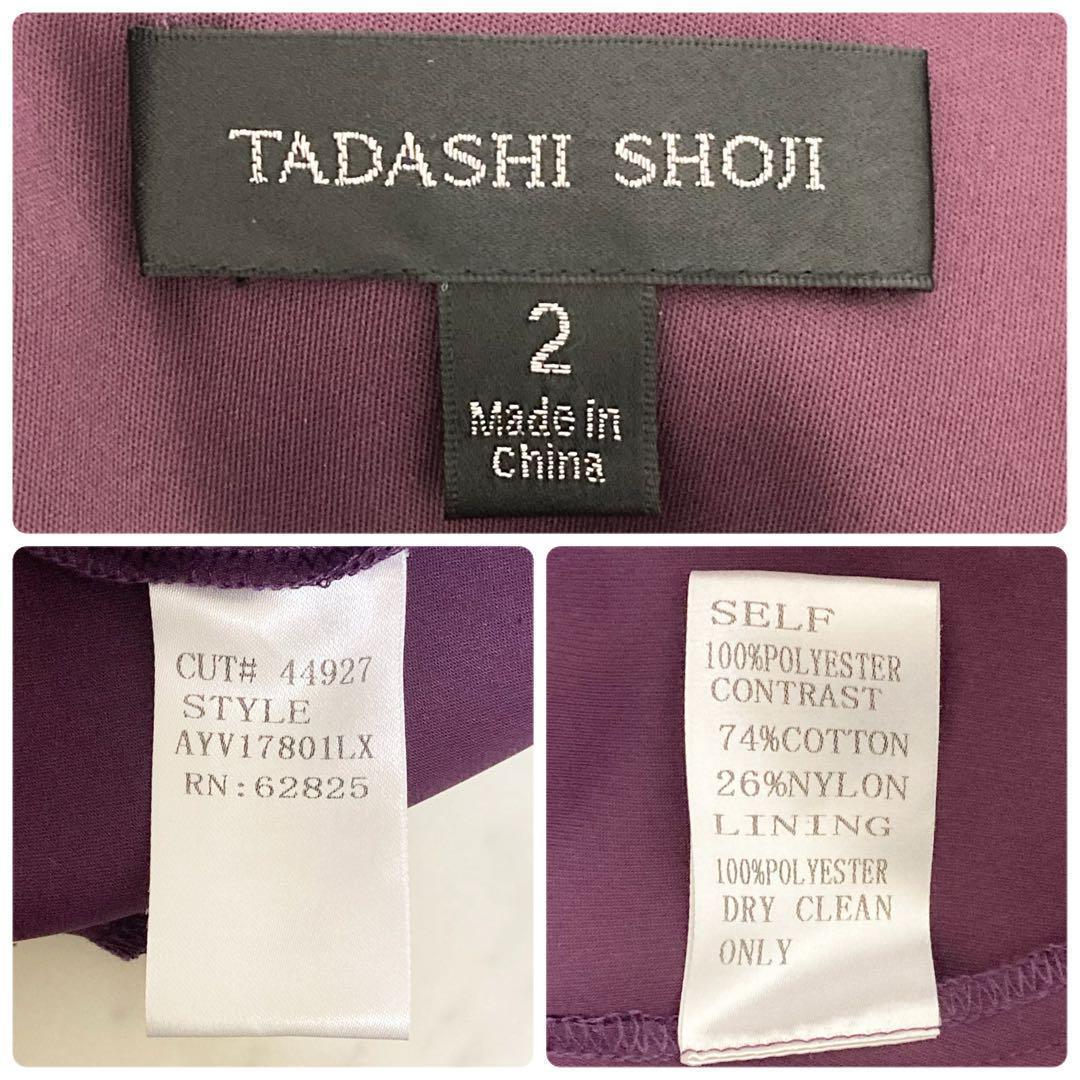 TADASHI SHOJI
2
Made in
China
CUT# 44927
STYLE
AYV17801LX
RN:62825
SELF
100%POLYESTER
CONTRAST
74%COTTON
26%NYLON
LINING
100%POLYESTER
DRY CLEAN
ONLY